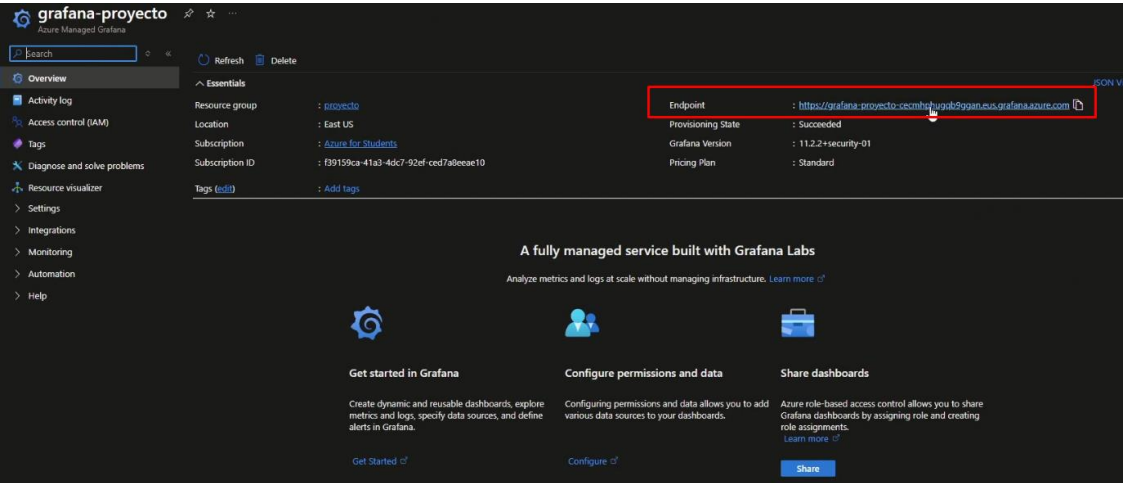 grafana-proyecto
Azure Managed Grafana
Search
Refresh Delete
Overview
Activity log
Access control (IAM)
Tags
Diagnose and solve problems
Resource visualizer
Settings
Integrations
Monitoring
Automation
Help
Essentials
JSON V
Resource group : proyecto
Location : East US
Subscription : Azure for Students
Subscription ID : f39159ca-41a3-4dc7-92ef-ced7a8eeae10
Tags (edit) : Add tags
Endpoint :
Provisioning State : Succeeded
Grafana Version : 11.2.2+security-01
Pricing Plan : Standard
A fully managed service built with Grafana Labs
Analyze metrics and logs at scale without managing infrastructure. Learn more
Get started in Grafana
Create dynamic and reusable dashboards, explore
metrics and logs, specify data sources, and define
alerts in Grafana.
Get Started
Configure permissions and data
Configuring permissions and data allows you to add
various data sources to your dashboards.
Configure
Share dashboards
Azure role-based access control allows you to share
Grafana dashboards by assigning role and creating
role assignments.
Learn more
Share